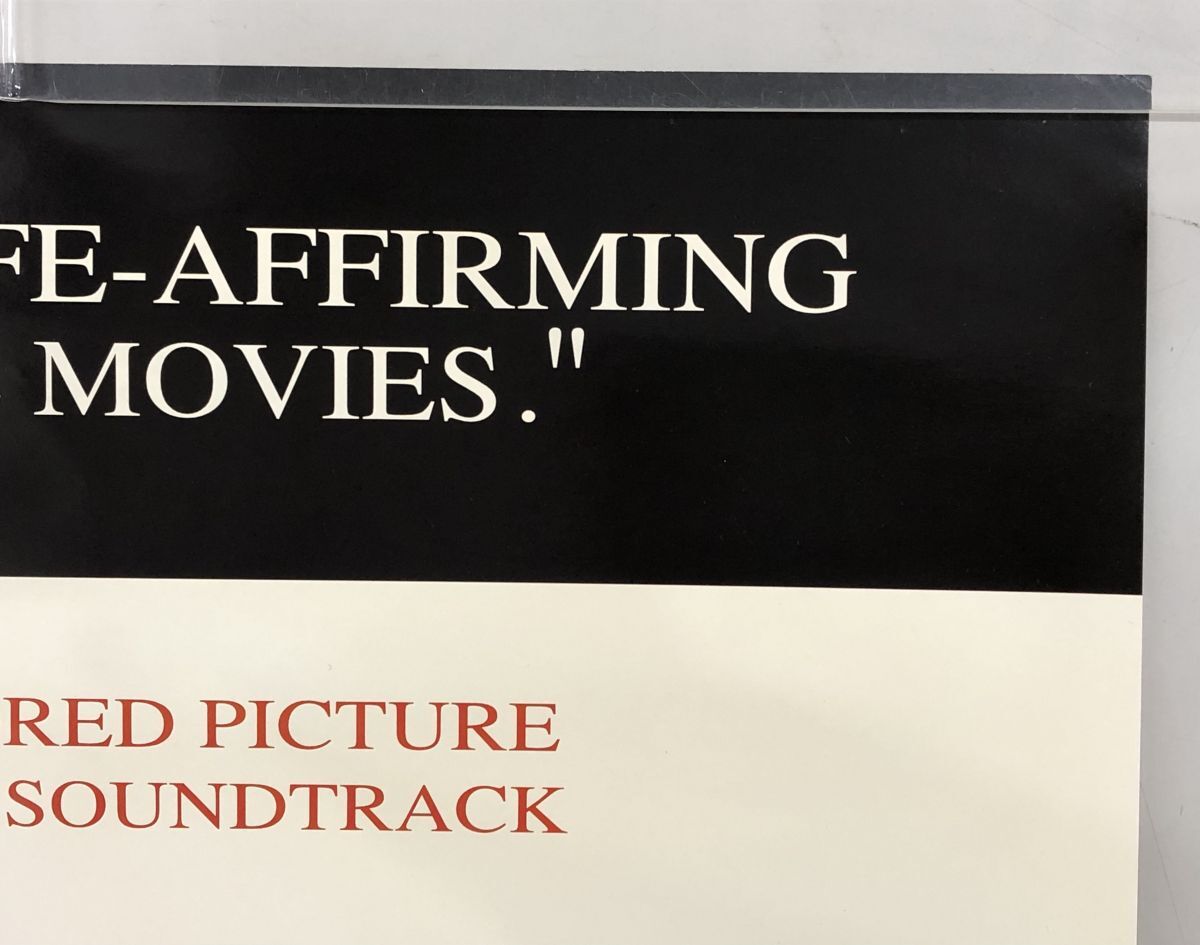 FE-AFFIRMING
MOVIES."
RED PICTURE
SOUNDTRACK